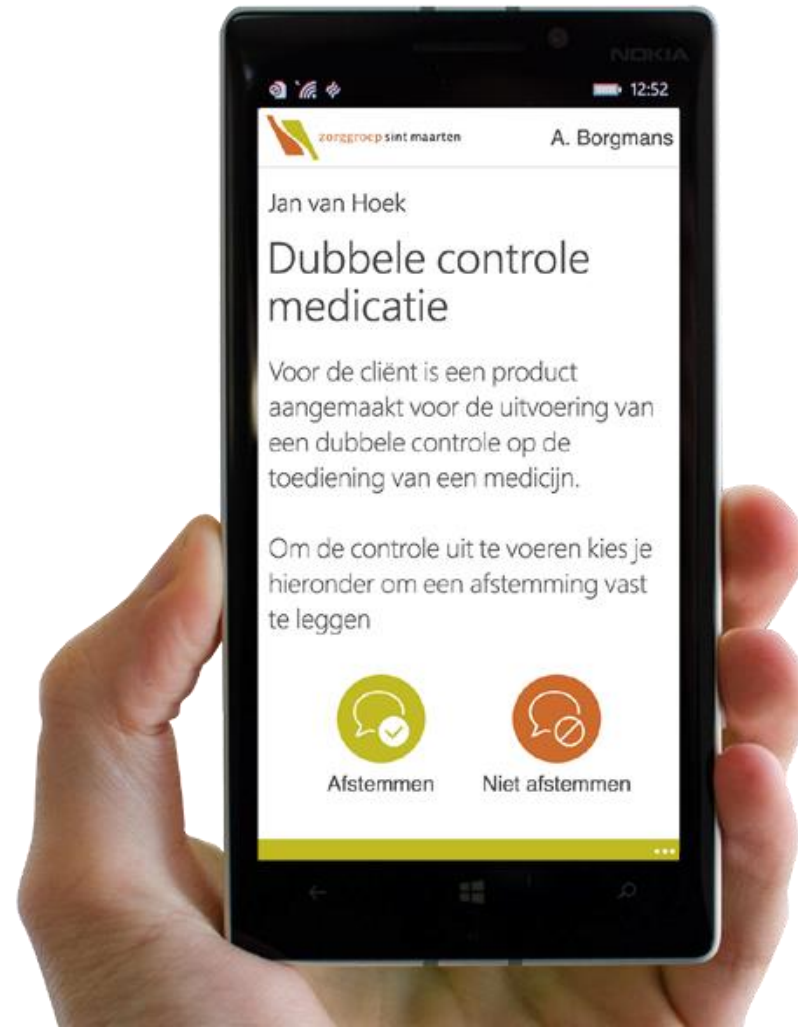 NOKIA
12:52
zorggroep sint maarten
A. Borgmans
Jan van Hoek
Dubbele controle
medicatie
Voor de cliënt is een product
aangemaakt voor de uitvoering van
een dubbele controle op de
toediening van een medicijn.
Om de controle uit te voeren kies je
hieronder om een afstemming vast
te leggen
Afstemmen
Niet afstemmen